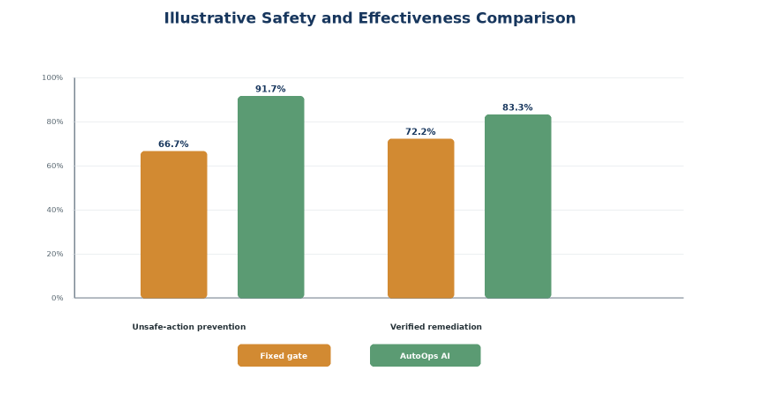 Illustrative Safety and Effectiveness Comparison
100%
91.7%
83.3%
80%
72.2%
66.7%
60%
40%
20%
0%
Unsafe-action prevention
Verified remediation
Fixed gate
AutoOps AI